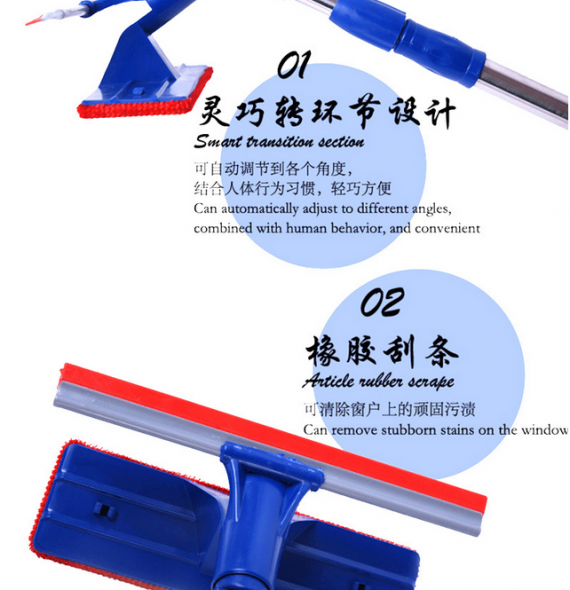 01
灵巧转环节设计
Smart transition section
可自动调节到各个角度，
结合人体行为习惯，轻巧方便
Can automatically adjust to different angles,
combined with human behavior, and convenient
02
橡胶刮条
Article rubber scrape
可清除窗户上的顽固污渍
Can remove stubborn stains on the window